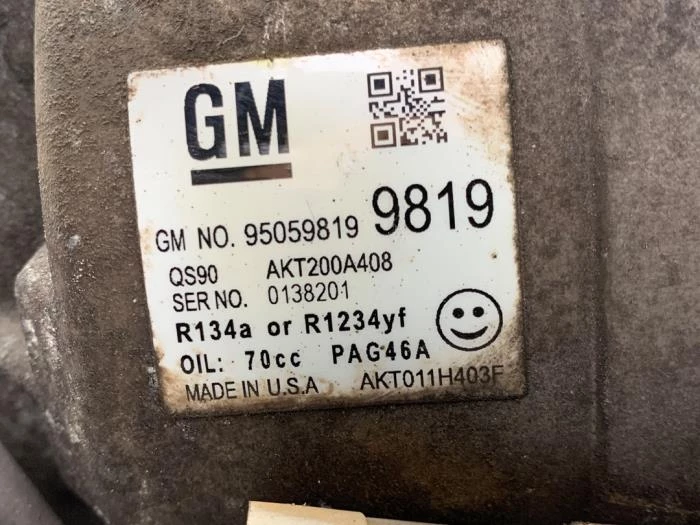 GM
GM NO. 95059819 9819
QS90 AKT200A408
SER NO. 0138201
R134a or R1234yf
OIL: 70cc PAG46A
MADE IN U.S.A AKT011H403F